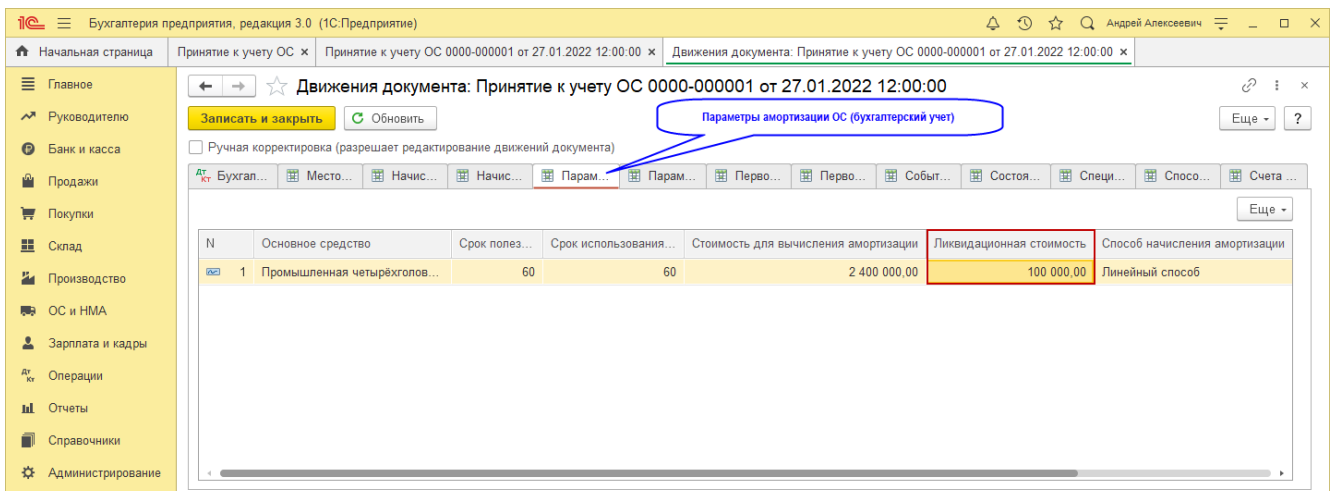 1С Бухгалтерия предприятия, редакция 3.0 (1С:Предприятие) Андрей Алексеевич
Начальная страница Принятие к учету ОС × Принятие к учету ОС 0000-000001 от 27.01.2022 12:00:00 × Движения документа: Принятие к учету ОС 0000-000001 от 27.01.2022 12:00:00 ×
Главное
Руководителю
Банк и касса
Продажи
Покупки
Склад
Производство
ОС и НМА
Зарплата и кадры
Операции
Отчеты
Справочники
Администрирование
Движения документа: Принятие к учету ОС 0000-000001 от 27.01.2022 12:00:00
Записать и закрыть Обновить Параметры амортизации ОС (бухгалтерский учет) Еще ?
Ручная корректировка (разрешает редактирование движений документа)
Дт Кт Бухгал... Место... Начис... Начис... Парам... Парам... Перво... Перво... Событ... Состоя... Специ... Спосо... Счета ...
Еще
N Основное средство Срок полез... Срок использования... Стоимость для вычисления амортизации Ликвидационная стоимость Способ начисления амортизации
1 Промышленная четырёхголов... 60 60 2 400 000,00 100 000,00 Линейный способ